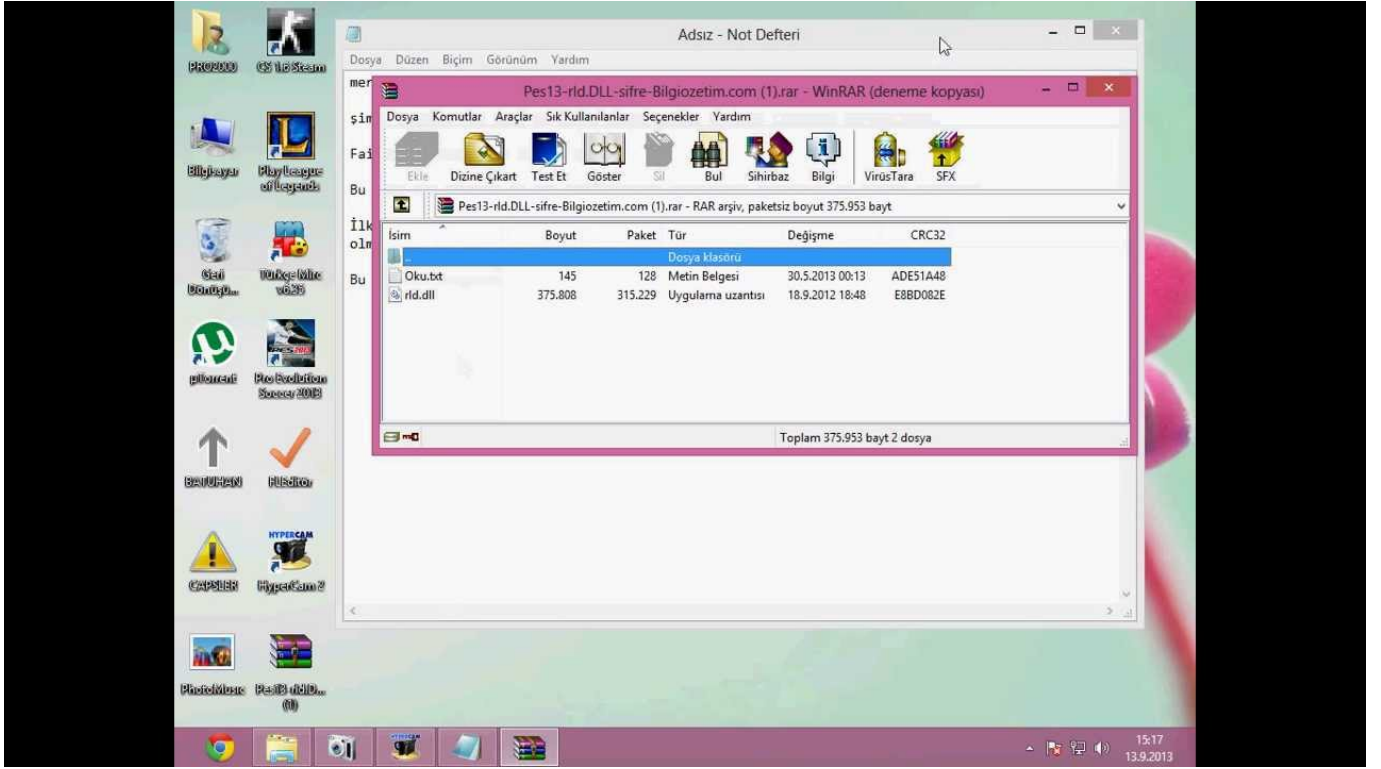 PRO2000
CS 1.6 Steam
Bilgisayar
Play League
of Legends
Geri
Dönüşü...
Türkçe Mirc
v6.35
µTorrent
Pro Evolution
Soccer 2013
BATUHAN
HYPERCAM
CAPSLER
HyperCam 2
Adsız - Not Defteri
Dosya Düzen Biçim Görünüm Yardım
mer
şim
Fai
Bu
İlk
olm
Bu
Pes13-rld.DLL-sifre-Bilgiozetim.com (1).rar - WinRAR (deneme kopyası)
Dosya Komutlar Araçlar Sık Kullanılanlar Seçenekler Yardım
Ekle Dizine Çıkart Test Et Göster Sil Bul Sihirbaz Bilgi VirüsTara SFX
Pes13-rld.DLL-sifre-Bilgiozetim.com (1).rar - RAR arşiv, paketsiz boyut 375.953 bayt
İsim Boyut Paket Tür Değişme CRC32
.. Dosya klasörü
Oku.txt 145 128 Metin Belgesi 30.5.2013 00:13 ADE51A48
rld.dll 375.808 315.229 Uygulama uzantısı 18.9.2012 18:48 E8BD082E
Toplam 375.953 bayt 2 dosya
15:17
13.9.2013